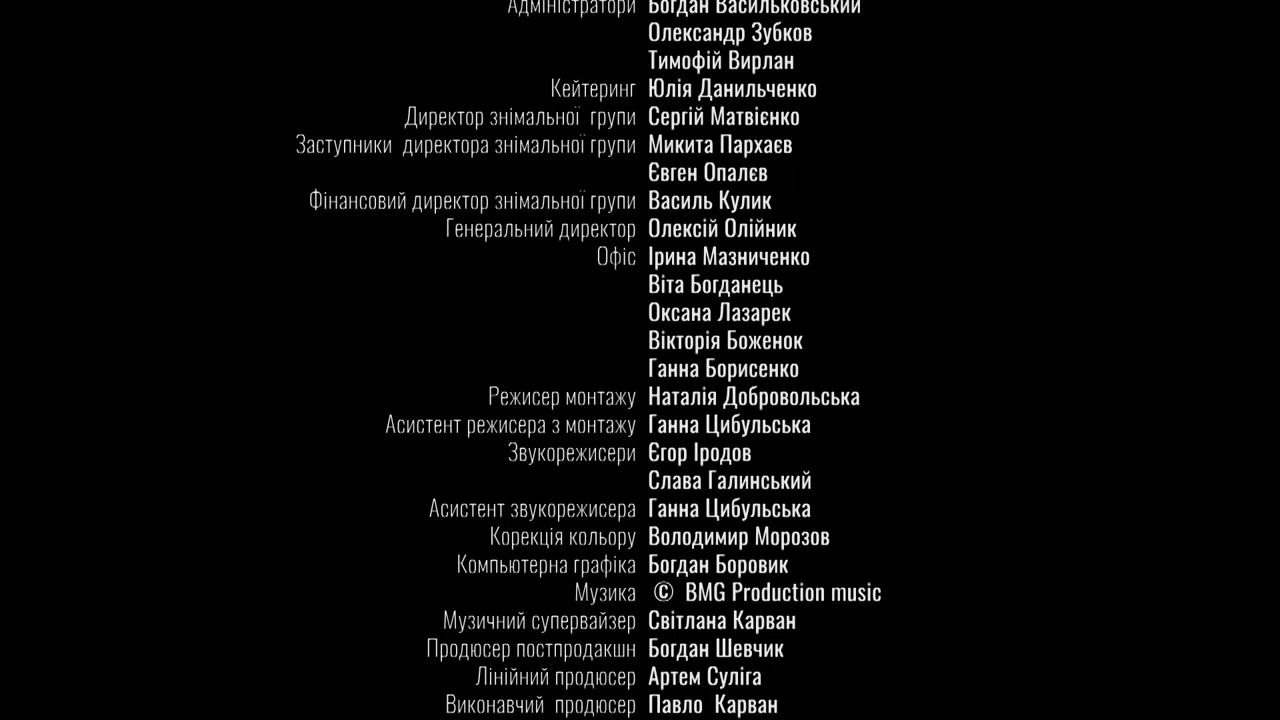 Адміністратори Богдан Васильковський
Олександр Зубков
Тимофій Вирлан
Кейтеринг Юлія Данильченко
Директор знімальної групи Сергій Матвієнко
Заступники директора знімальної групи Микита Пархаєв
Євген Опалєв
Фінансовий директор знімальної групи Василь Кулик
Генеральний директор Олексій Олійник
Офіс Ірина Мазниченко
Віта Богданець
Оксана Лазарек
Вікторія Боженок
Ганна Борисенко
Режисер монтажу Наталія Добровольська
Асистент режисера з монтажу Ганна Цибульська
Звукорежисери Єгор Іродов
Слава Галинський
Асистент звукорежисера Ганна Цибульська
Корекція кольору Володимир Морозов
Компьютерна графіка Богдан Боровик
Музика © BMG Production music
Музичний супервайзер Світлана Карван
Продюсер постпродакшн Богдан Шевчик
Лінійний продюсер Артем Суліга
Виконавчий продюсер Павло Карван